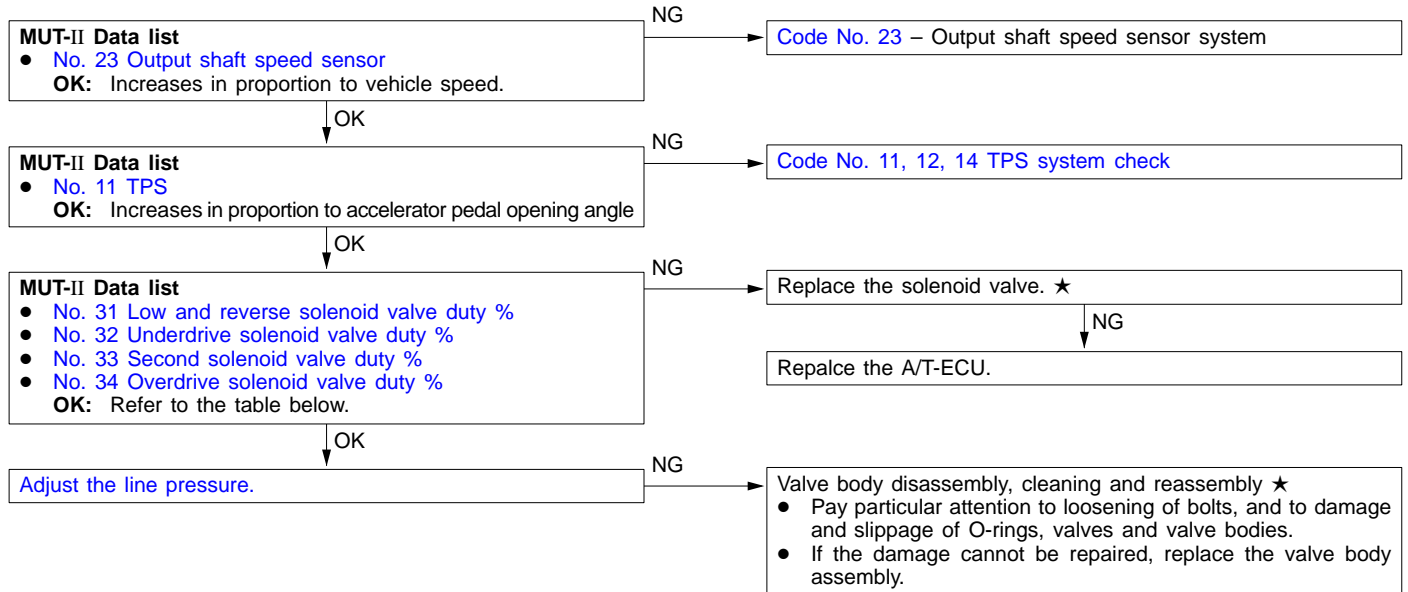 NG
MUT-II Data list
● No. 23 Output shaft speed sensor
OK: Increases in proportion to vehicle speed.
Code No. 23 – Output shaft speed sensor system
OK
NG
MUT-II Data list
● No. 11 TPS
OK: Increases in proportion to accelerator pedal opening angle
Code No. 11, 12, 14 TPS system check
OK
NG
MUT-II Data list
● No. 31 Low and reverse solenoid valve duty %
● No. 32 Underdrive solenoid valve duty %
● No. 33 Second solenoid valve duty %
● No. 34 Overdrive solenoid valve duty %
OK: Refer to the table below.
Replace the solenoid valve. ★
NG
Repalce the A/T-ECU.
OK
NG
Adjust the line pressure.
Valve body disassembly, cleaning and reassembly ★
● Pay particular attention to loosening of bolts, and to damage
and slippage of O-rings, valves and valve bodies.
● If the damage cannot be repaired, replace the valve body
assembly.